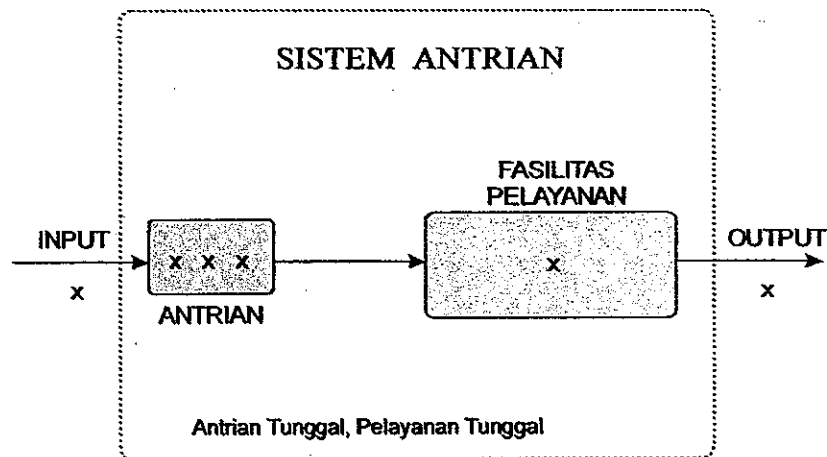 SISTEM ANTRIAN
FASILITAS
PELAYANAN
INPUT
OUTPUT
x x x
x
x
x
ANTRIAN
Antrian Tunggal, Pelayanan Tunggal